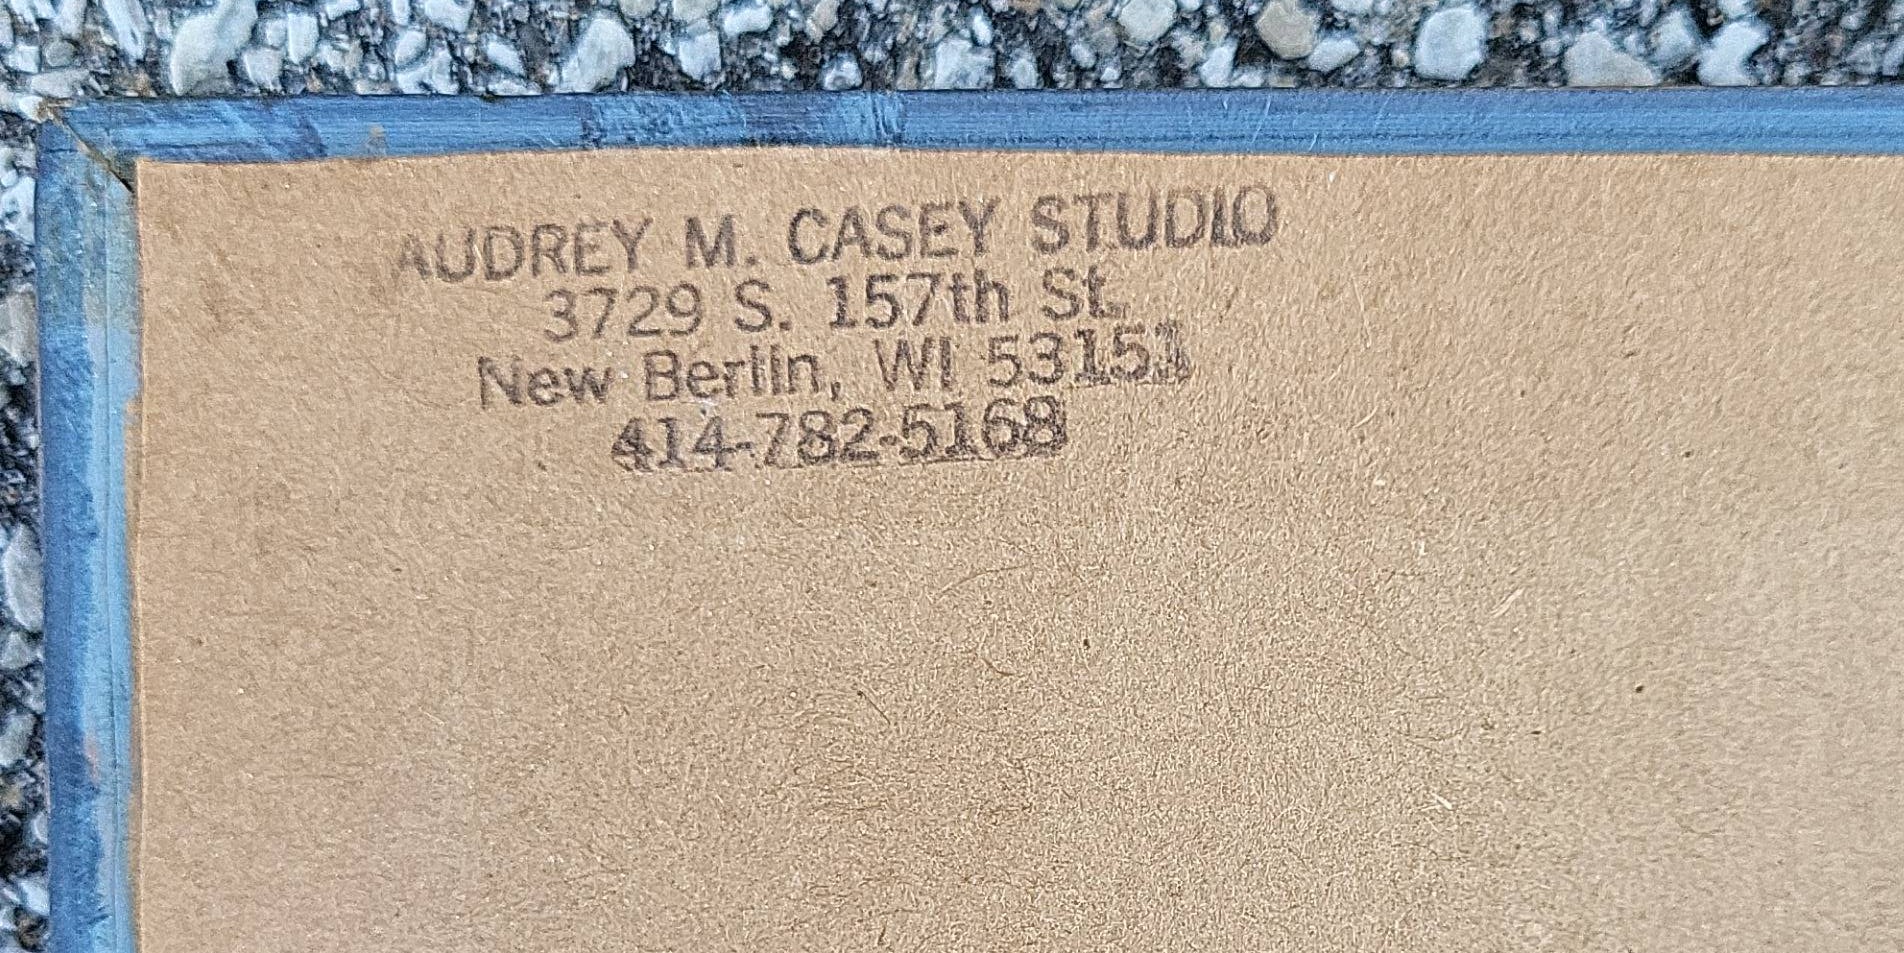 AUDREY M. CASEY STUDIO
3729 S. 157th St.
New Berlin, WI 53151
414-782-5168